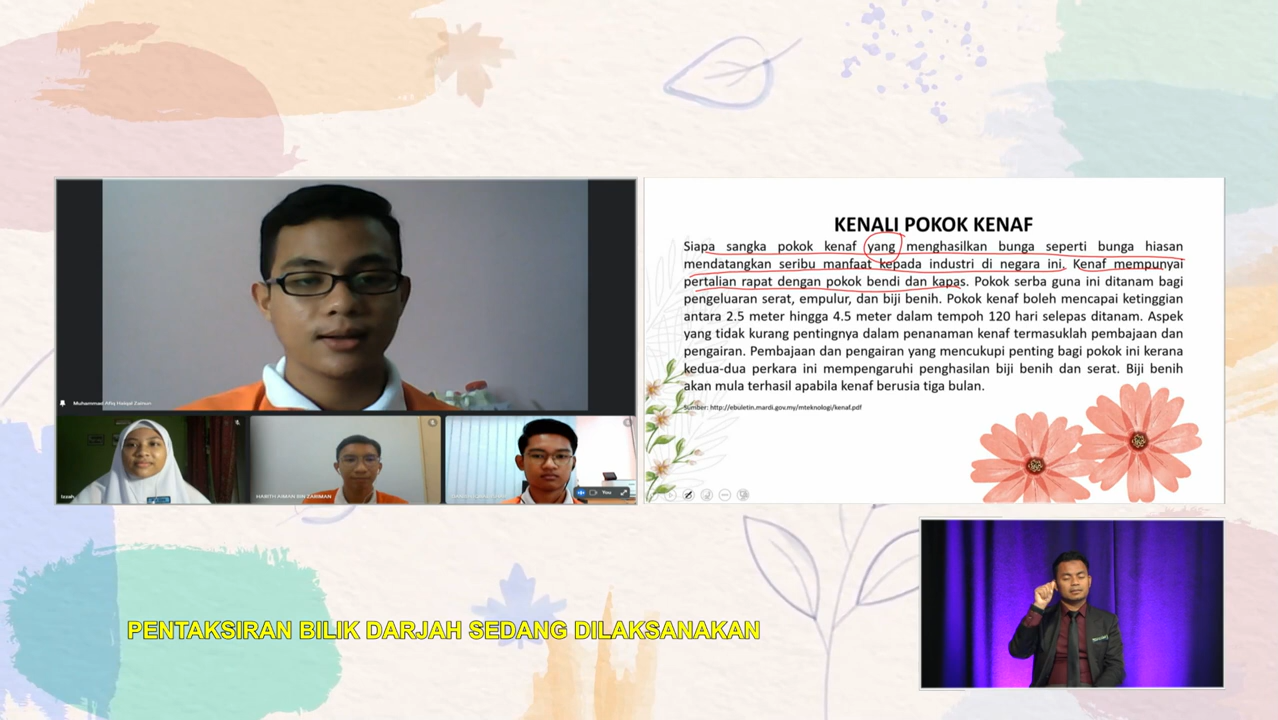 KENALI POKOK KENAF
Siapa sangka pokok kenaf yang menghasilkan bunga seperti bunga hiasan
mendatangkan seribu manfaat kepada industri di negara ini. Kenaf mempunyai
pertalian rapat dengan pokok bendi dan kapas. Pokok serba guna ini ditanam bagi
pengeluaran serat, empulur, dan biji benih. Pokok kenaf boleh mencapai ketinggian
antara 2.5 meter hingga 4.5 meter dalam tempoh 120 hari selepas ditanam. Aspek
yang tidak kurang pentingnya dalam penanaman kenaf termasuklah pembajaan dan
pengairan. Pembajaan dan pengairan yang mencukupi penting bagi pokok ini kerana
kedua-dua perkara ini mempengaruhi penghasilan biji benih dan serat. Biji benih
akan mula terhasil apabila kenaf berusia tiga bulan.
Sumber: http://ebuletin.mardi.gov.my/mteknologi/kenaf.pdf
Muhammad Afiq Haiqal Zamun
Izzah
HARITH AIMAN BIN ZARIMAN
You
PENTAKSIRAN BILIK DARJAH SEDANG DILAKSANAKAN